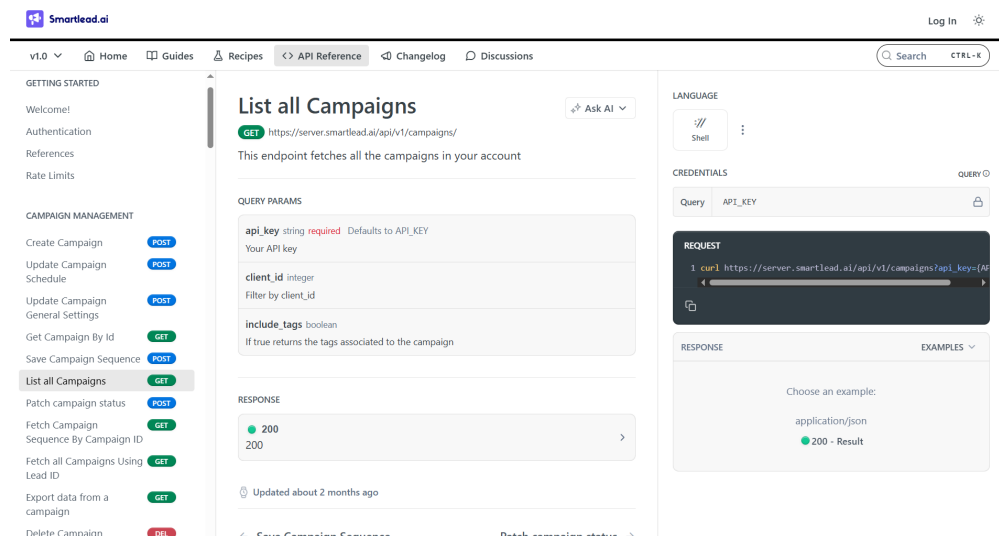 Smartlead.ai
Log In
v1.0
Home
Guides
Recipes
API Reference
Changelog
Discussions
Search
CTRL-K
GETTING STARTED
Welcome!
Authentication
References
Rate Limits
CAMPAIGN MANAGEMENT
Create Campaign POST
Update Campaign POST
Schedule
Update Campaign POST
General Settings
Get Campaign By Id GET
Save Campaign Sequence POST
List all Campaigns GET
Patch campaign status POST
Fetch Campaign GET
Sequence By Campaign ID
Fetch all Campaigns Using GET
Lead ID
Export data from a GET
campaign
Delete Campaign DEL
List all Campaigns
Ask AI
GET https://server.smartlead.ai/api/v1/campaigns/
This endpoint fetches all the campaigns in your account
QUERY PARAMS
api_key string required Defaults to API_KEY
Your API key
client_id integer
Filter by client_id
include_tags boolean
If true returns the tags associated to the campaign
RESPONSE
200
200
Updated about 2 months ago
Save Campaign Sequence
Patch campaign status
LANGUAGE
Shell
CREDENTIALS
QUERY
Query API_KEY
REQUEST
1 curl https://server.smartlead.ai/api/v1/campaigns?api_key={AF
RESPONSE
EXAMPLES
Choose an example:
application/json
200 - Result